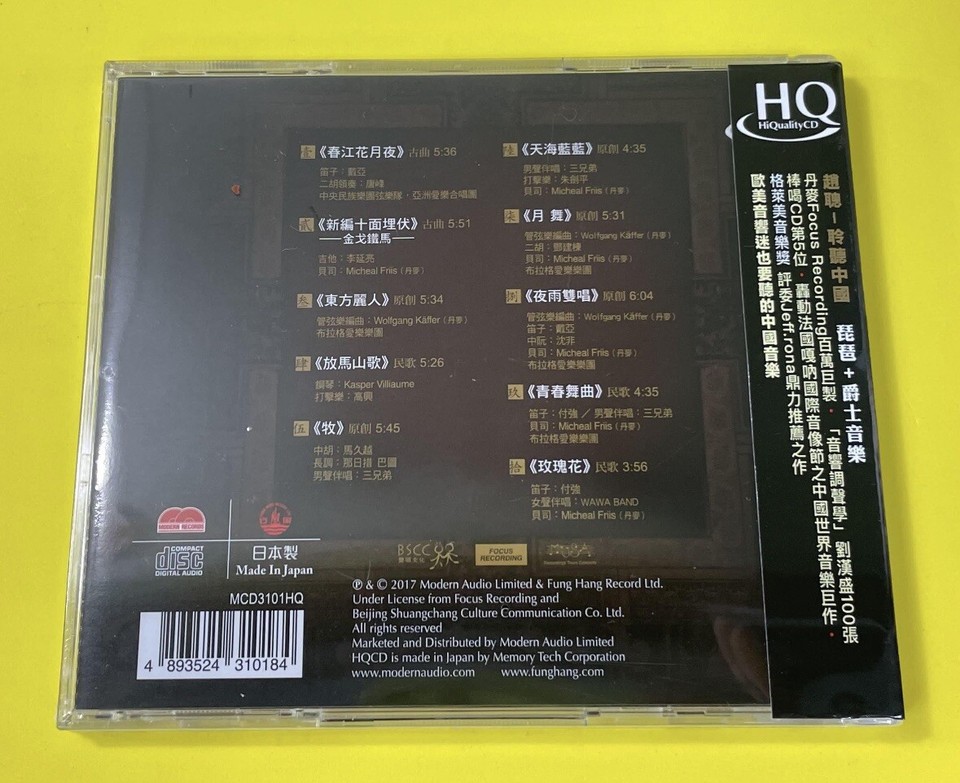 壹《春江花月夜》古曲 5:36
笛子：戴亞
二胡領奏：唐峰
中央民族樂團弦樂隊．亞洲愛樂合唱團
貳《新編十面埋伏》古曲 5:51
——金戈鐵馬——
吉他：李延亮
貝司：Micheal Friis（丹麥）
叁《東方麗人》原創 5:34
管弦樂編曲：Wolfgang Käffer（丹麥）
布拉格愛樂樂團
肆《放馬山歌》民歌 5:26
鋼琴：Kasper Villiaume
打擊樂：高興
伍《牧》原創 5:45
中胡：馬久越
長調：那日措 巴圖
男聲伴唱：三兄弟
陸《天海藍藍》原創 4:35
男聲伴唱：三兄弟
打擊樂：朱劍平
貝司：Micheal Friis（丹麥）
柒《月 舞》原創 5:31
管弦樂編曲：Wolfgang Käffer（丹麥）
二胡：鄧建棟
貝司：Micheal Friis（丹麥）
布拉格愛樂樂團
捌《夜雨雙唱》原創 6:04
管弦樂編曲：Wolfgang Käffer（丹麥）
笛子：戴亞
中阮：沈非
貝司：Micheal Friis（丹麥）
布拉格愛樂樂團
玖《青春舞曲》民歌 4:35
笛子：付強 ／ 男聲伴唱：三兄弟
貝司：Micheal Friis（丹麥）
布拉格愛樂樂團
拾《玫瑰花》民歌 3:56
笛子：付強
女聲伴唱：WAWA BAND
貝司：Micheal Friis（丹麥）
HQ
HiQualityCD
趙聰–聆聽中國 琵琶+爵士音樂
丹麥Focus Recording百萬巨製．「音響調聲學」劉漢盛100張
棒喝CD第5位．轟動法國嘎吶國際音像節之中國世界音樂巨作．
格萊美音樂獎 評委Jeffrona鼎力推薦之作
歐美音響迷也要聽的中國音樂
MODERN RECORDS
COMPACT
disc
DIGITAL AUDIO
日本製
Made In Japan
BSCC
FOCUS
RECORDING
MCD3101HQ
4 893524 310184
℗ & © 2017 Modern Audio Limited & Fung Hang Record Ltd.
Under License from Focus Recording and
Beijing Shuangchang Culture Communication Co. Ltd.
All rights reserved
Marketed and Distributed by Modern Audio Limited
HQCD is made in Japan by Memory Tech Corporation
www.modernaudio.com www.funghang.com